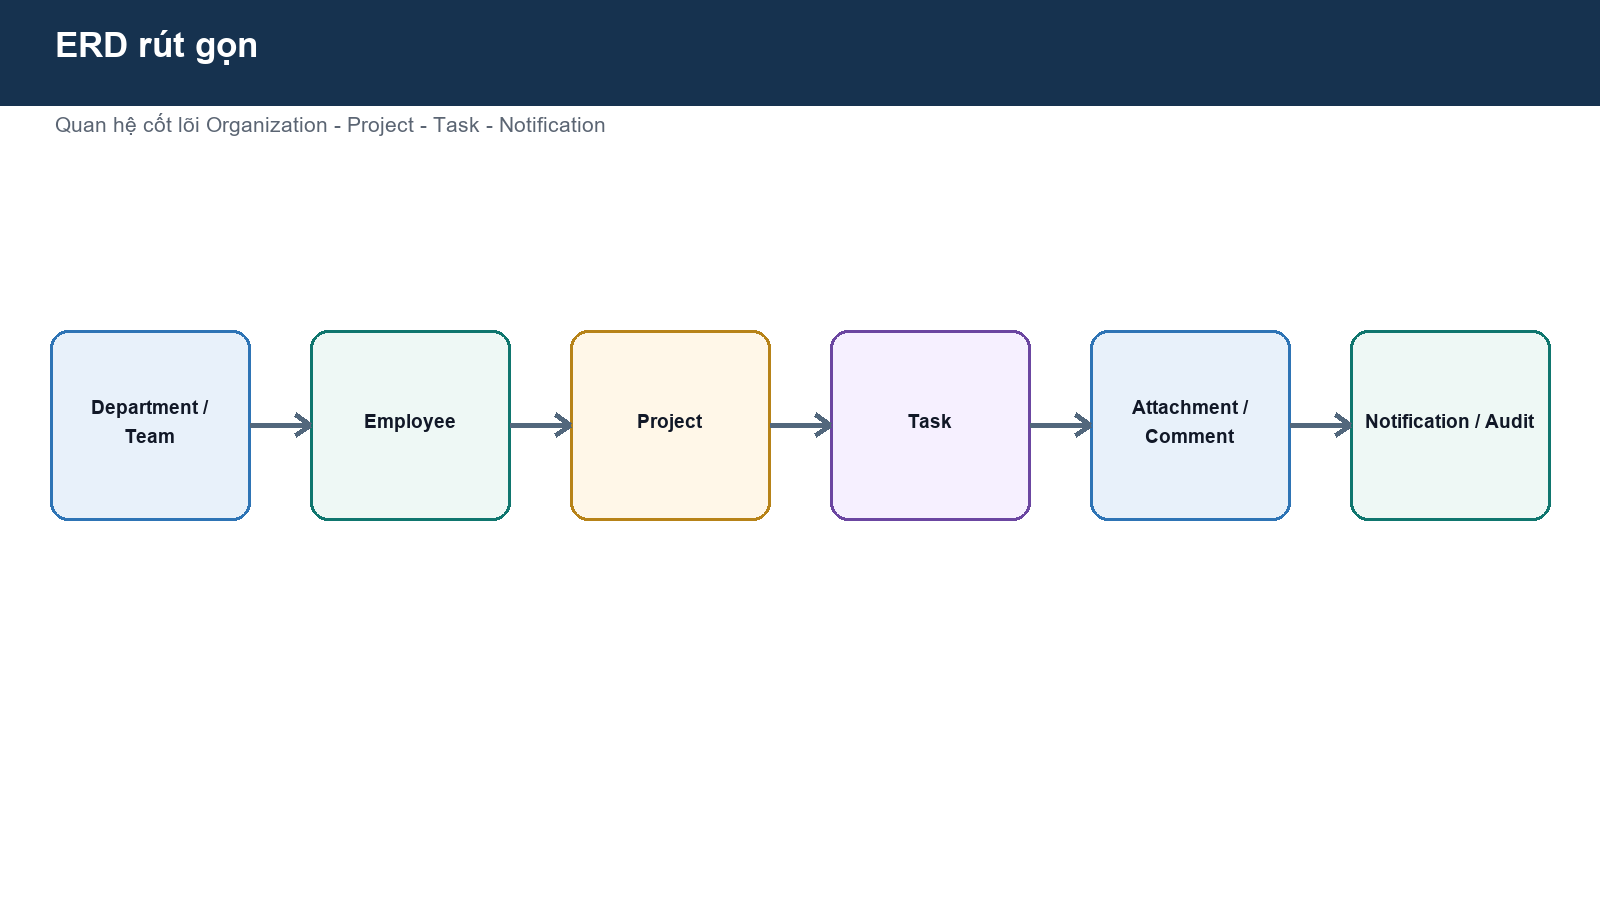 ERD rút gọn
Quan hệ cốt lõi Organization - Project - Task - Notification
Department /
Team
Employee
Project
Task
Attachment /
Comment
Notification / Audit